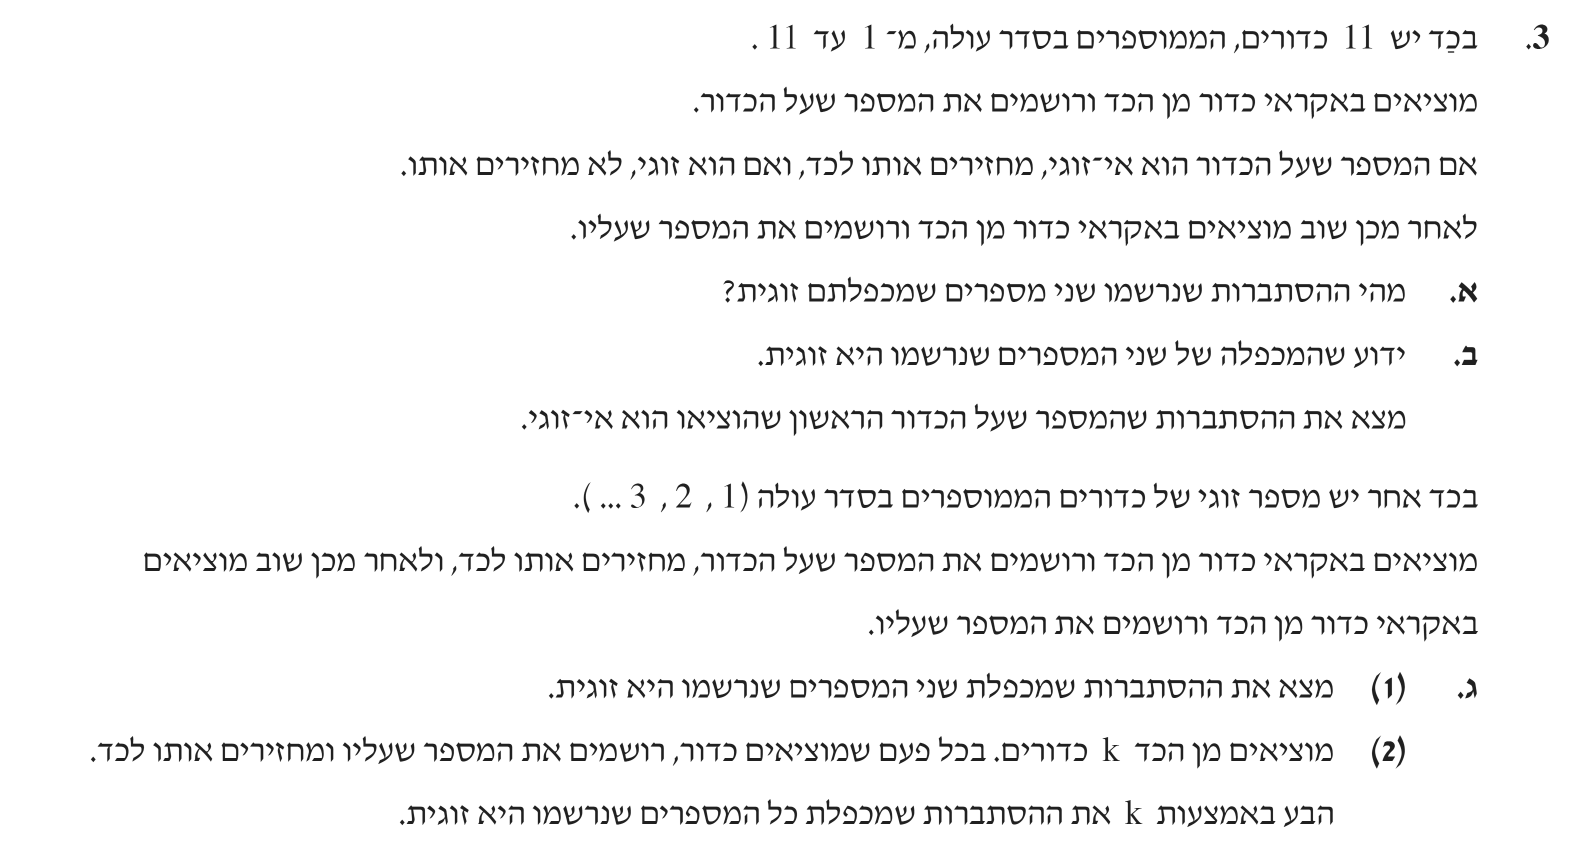 3. בכַד יש 11 כדורים, הממוספרים בסדר עולה, מ־ 1 עד 11 .
מוציאים באקראי כדור מן הכד ורושמים את המספר שעל הכדור.
אם המספר שעל הכדור הוא אי־זוגי, מחזירים אותו לכד, ואם הוא זוגי, לא מחזירים אותו.
לאחר מכן שוב מוציאים באקראי כדור מן הכד ורושמים את המספר שעליו.
א. מהי ההסתברות שנרשמו שני מספרים שמכפלתם זוגית?
ב. ידוע שהמכפלה של שני המספרים שנרשמו היא זוגית.
מצא את ההסתברות שהמספר שעל הכדור הראשון שהוציאו הוא אי־זוגי.
בכד אחר יש מספר זוגי של כדורים הממוספרים בסדר עולה (1 , 2 , 3 ... ).
מוציאים באקראי כדור מן הכד ורושמים את המספר שעל הכדור, מחזירים אותו לכד, ולאחר מכן שוב מוציאים
באקראי כדור מן הכד ורושמים את המספר שעליו.
ג. (1) מצא את ההסתברות שמכפלת שני המספרים שנרשמו היא זוגית.
(2) מוציאים מן הכד k כדורים. בכל פעם שמוציאים כדור, רושמים את המספר שעליו ומחזירים אותו לכד.
הבע באמצעות k את ההסתברות שמכפלת כל המספרים שנרשמו היא זוגית.